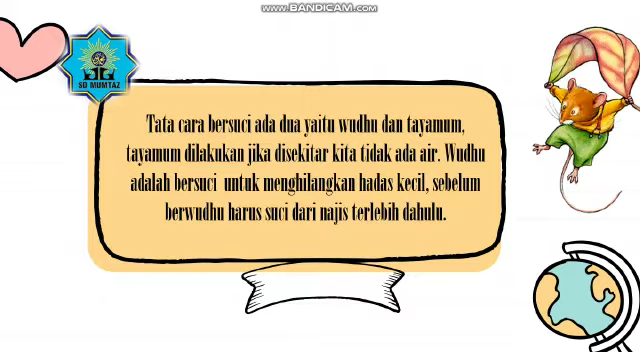 www.BANDICAM.com
SD MUMTAZ
Tata cara bersuci ada dua yaitu wudhu dan tayamum,
tayamum dilakukan jika disekitar kita tidak ada air. Wudhu
adalah bersuci untuk menghilangkan hadas kecil, sebelum
berwudhu harus suci dari najis terlebih dahulu.